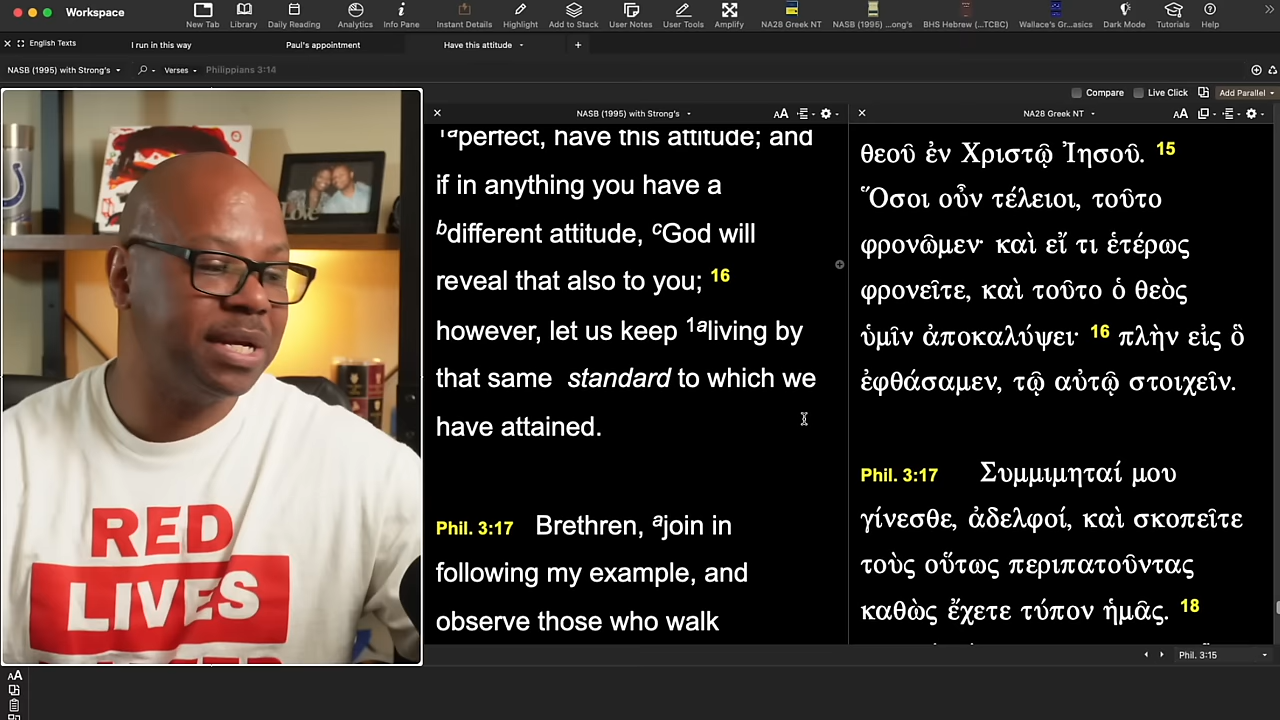 Workspace
New Tab
Library
Daily Reading
Analytics
Info Pane
Instant Details
Highlight
Add to Stack
User Notes
User Tools
Amplify
NA28 Greek NT
NASB (1995) ...ong's
BHS Hebrew (...TCBC)
Wallace's Gr...asics
Dark Mode
Tutorials
Help
English Texts
I run in this way
Paul's appointment
Have this attitude
NASB (1995) with Strong's
Verses
Philippians 3:14
Compare
Live Click
Add Parallel
NASB (1995) with Strong's
1aperfect, have this attitude; and
if in anything you have a
bdifferent attitude, cGod will
reveal that also to you; 16
however, let us keep 1aliving by
that same standard to which we
have attained.
Phil. 3:17 Brethren, ajoin in
following my example, and
observe those who walk
NA28 Greek NT
θεοῦ ἐν Χριστῷ Ἰησοῦ. 15
Ὅσοι οὖν τέλειοι, τοῦτο
φρονῶμεν· καὶ εἴ τι ἑτέρως
φρονεῖτε, καὶ τοῦτο ὁ θεὸς
ὑμῖν ἀποκαλύψει· 16 πλὴν εἰς ὃ
ἐφθάσαμεν, τῷ αὐτῷ στοιχεῖν.
Phil. 3:17 Συμμιμηταί μου
γίνεσθε, ἀδελφοί, καὶ σκοπεῖτε
τοὺς οὕτως περιπατοῦντας
καθὼς ἔχετε τύπον ἡμᾶς. 18
Phil. 3:15
Love
RED
LIVES